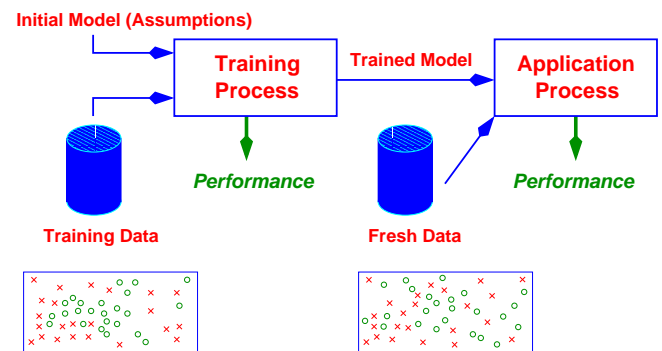 Initial Model (Assumptions)
Training
Process
Trained Model
Application
Process
Performance
Performance
Training Data
Fresh Data